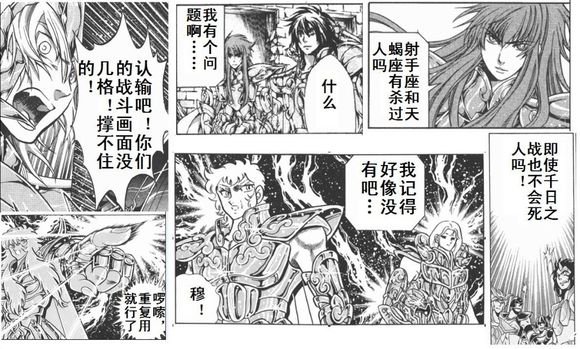 认输吧！你们
的战斗画面没
几格！撑不住
的！
啰嗦，
重复用
就行了
我有个问
题啊…
什么
射手座和天
蝎座有杀过
人吗
我记得
好像没
有吧…
穆！
即使千日之
战也不会死
人吗！